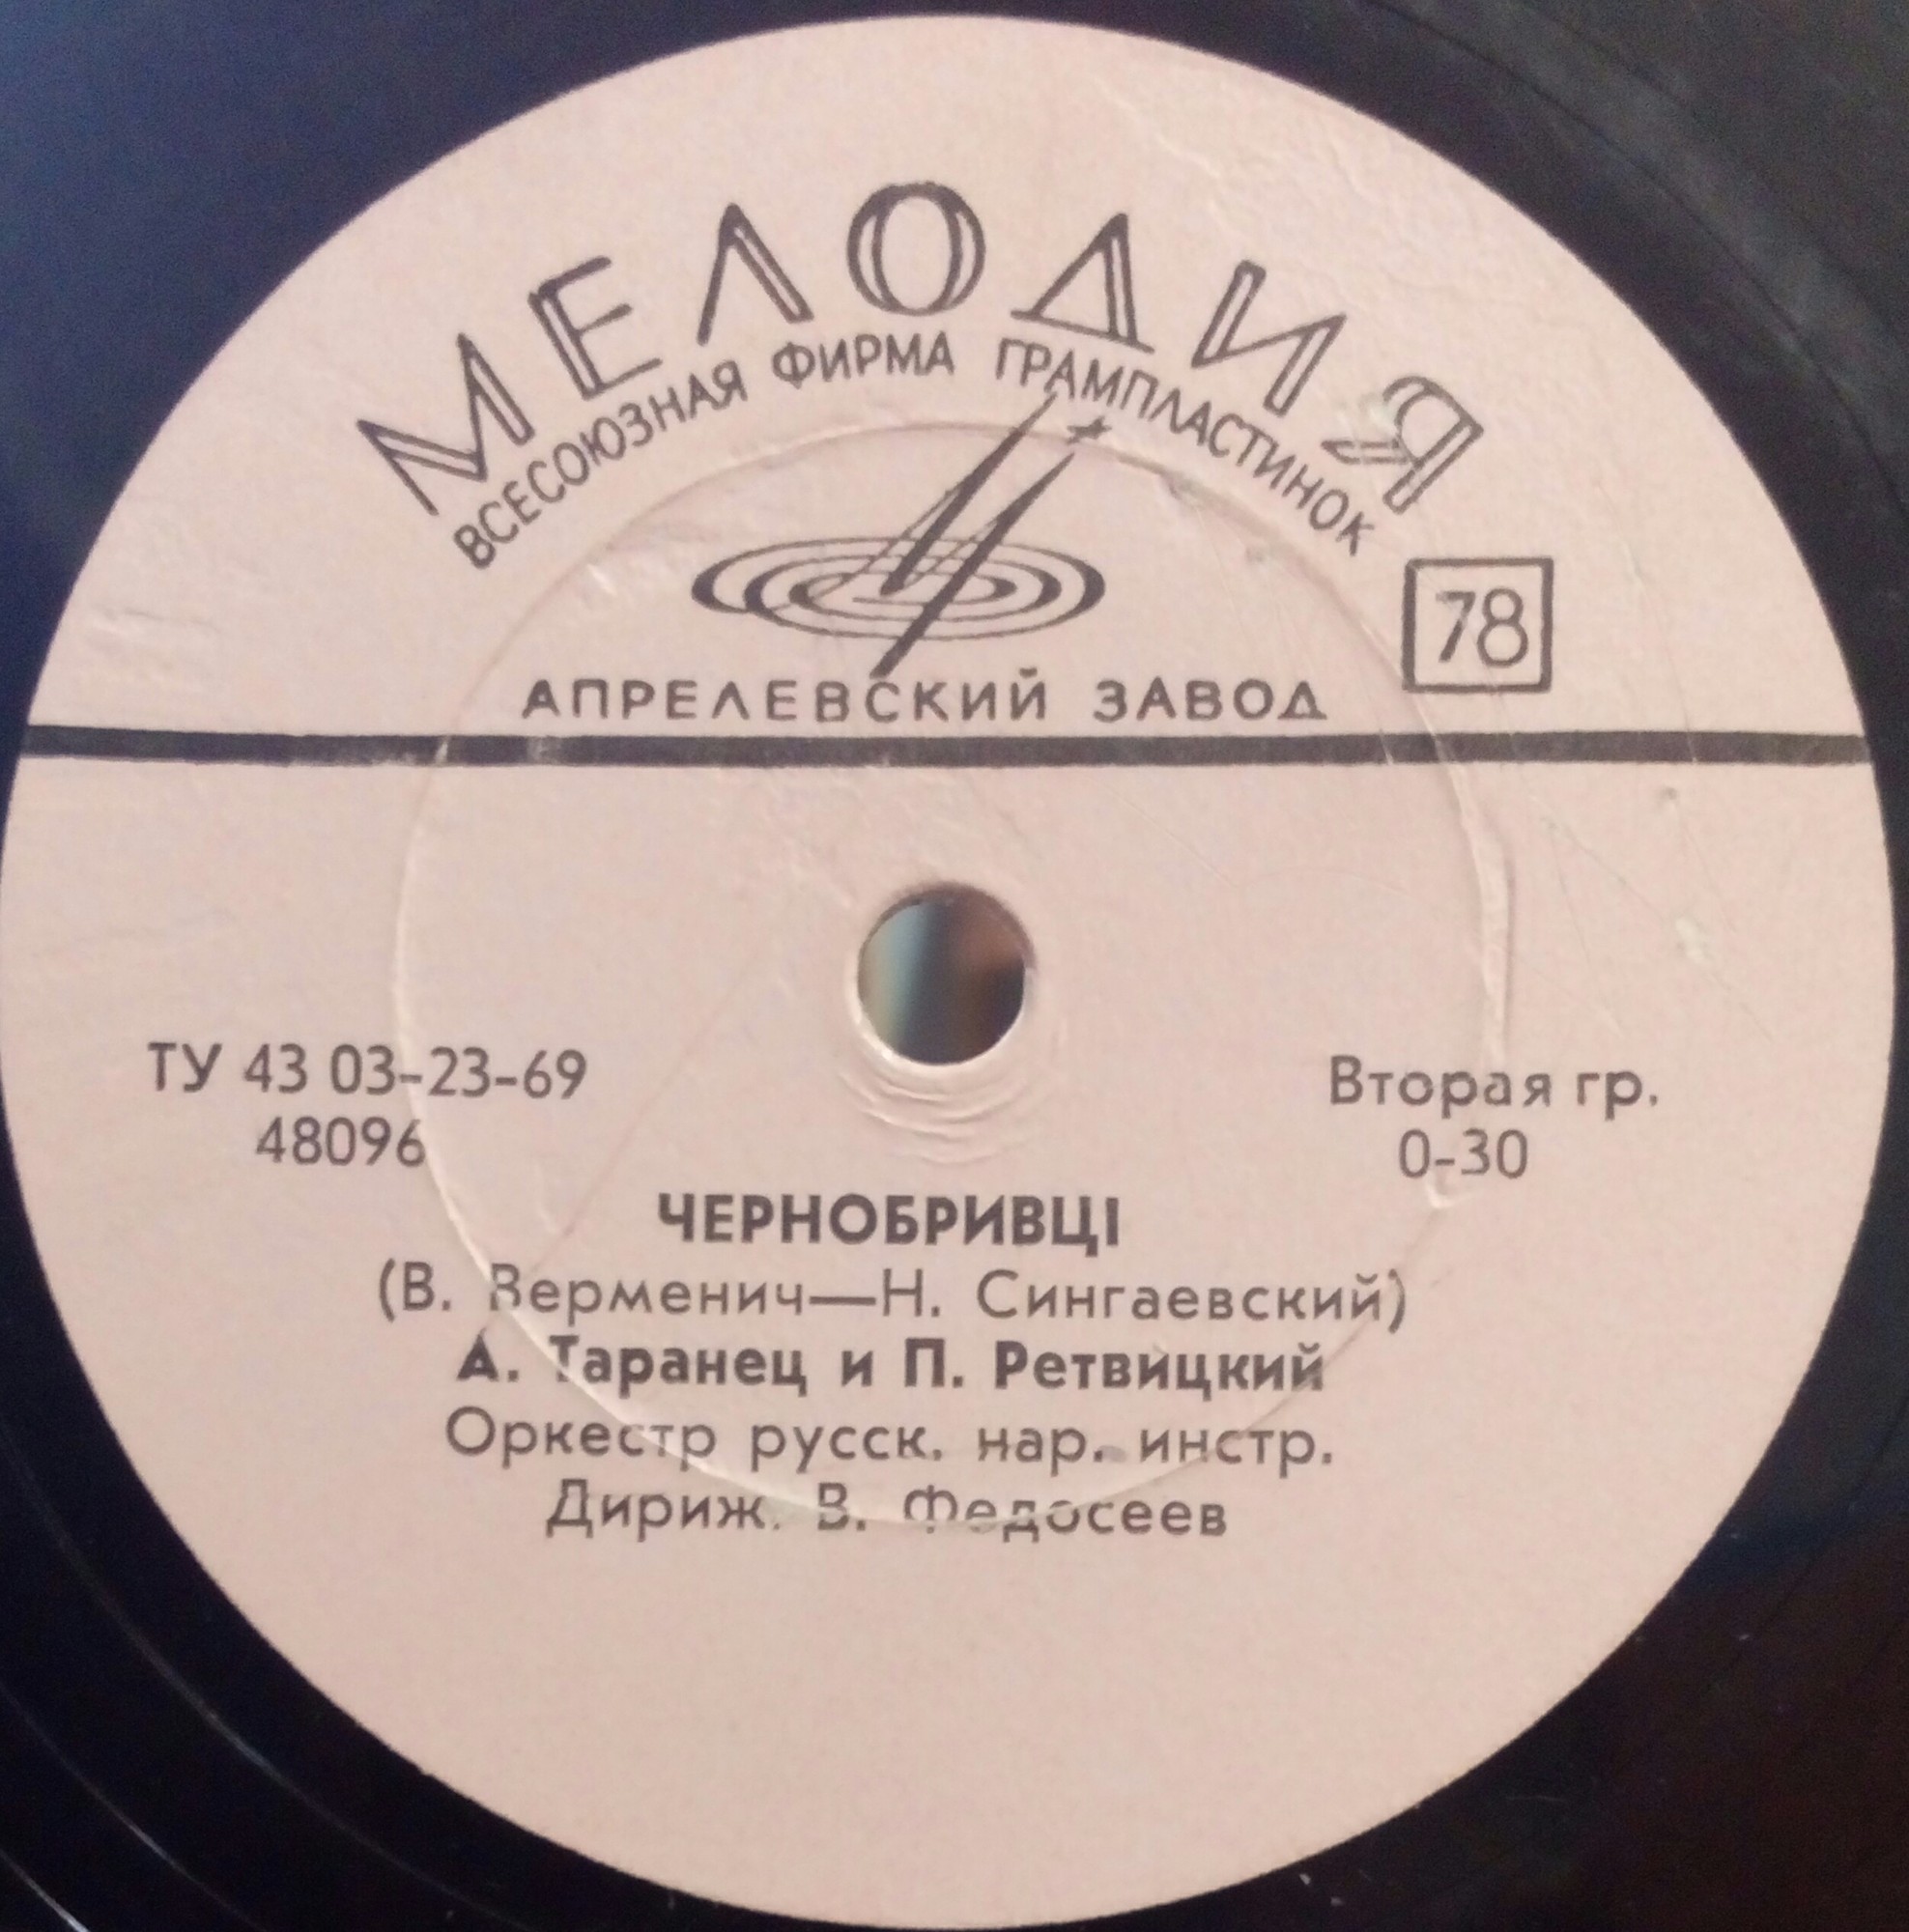 МЕЛОДИЯ
ВСЕСОЮЗНАЯ ФИРМА ГРАМПЛАСТИНОК
78
АПРЕЛЕВСКИЙ ЗАВОД
ТУ 43 03-23-69
48096
Вторая гр.
0-30
ЧЕРНОБРИВЦІ
(В. Верменич—Н. Сингаевский)
А. Таранец и П. Ретвицкий
Оркестр русск. нар. инстр.
Дириж. В. Федосеев